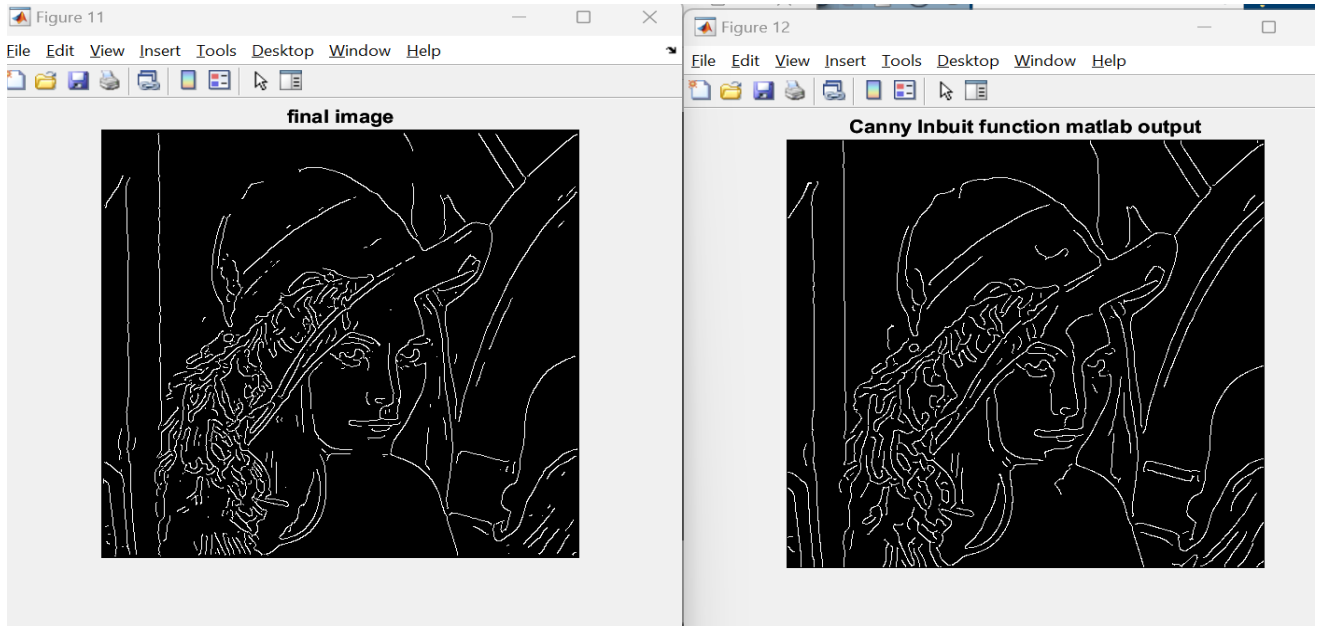 Figure 11
File Edit View Insert Tools Desktop Window Help
final image
Figure 12
File Edit View Insert Tools Desktop Window Help
Canny Inbuit function matlab output